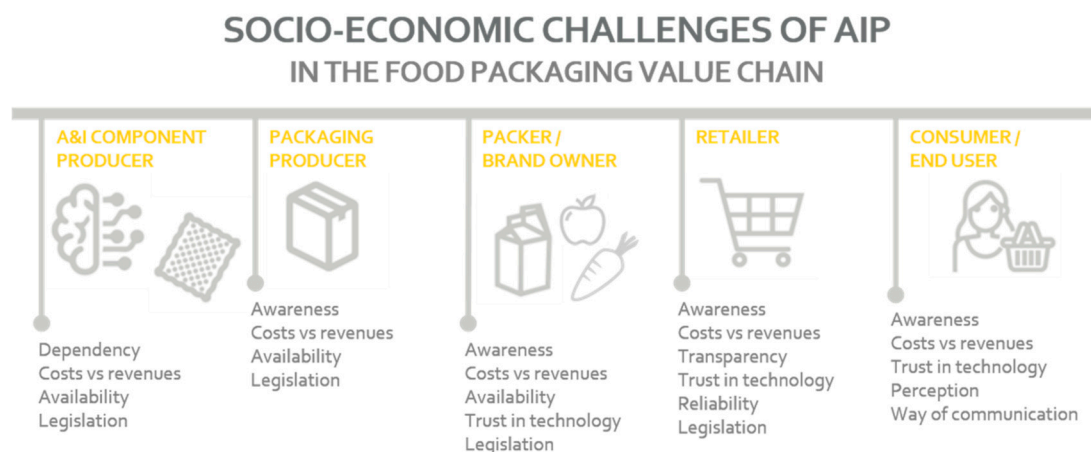 SOCIO-ECONOMIC CHALLENGES OF AIP
IN THE FOOD PACKAGING VALUE CHAIN
A&I COMPONENT
PRODUCER
Dependency
Costs vs revenues
Availability
Legislation
PACKAGING
PRODUCER
Awareness
Costs vs revenues
Availability
Legislation
PACKER /
BRAND OWNER
Awareness
Costs vs revenues
Availability
Trust in technology
Legislation
RETAILER
Awareness
Costs vs revenues
Transparency
Trust in technology
Reliability
Legislation
CONSUMER /
END USER
Awareness
Costs vs revenues
Trust in technology
Perception
Way of communication